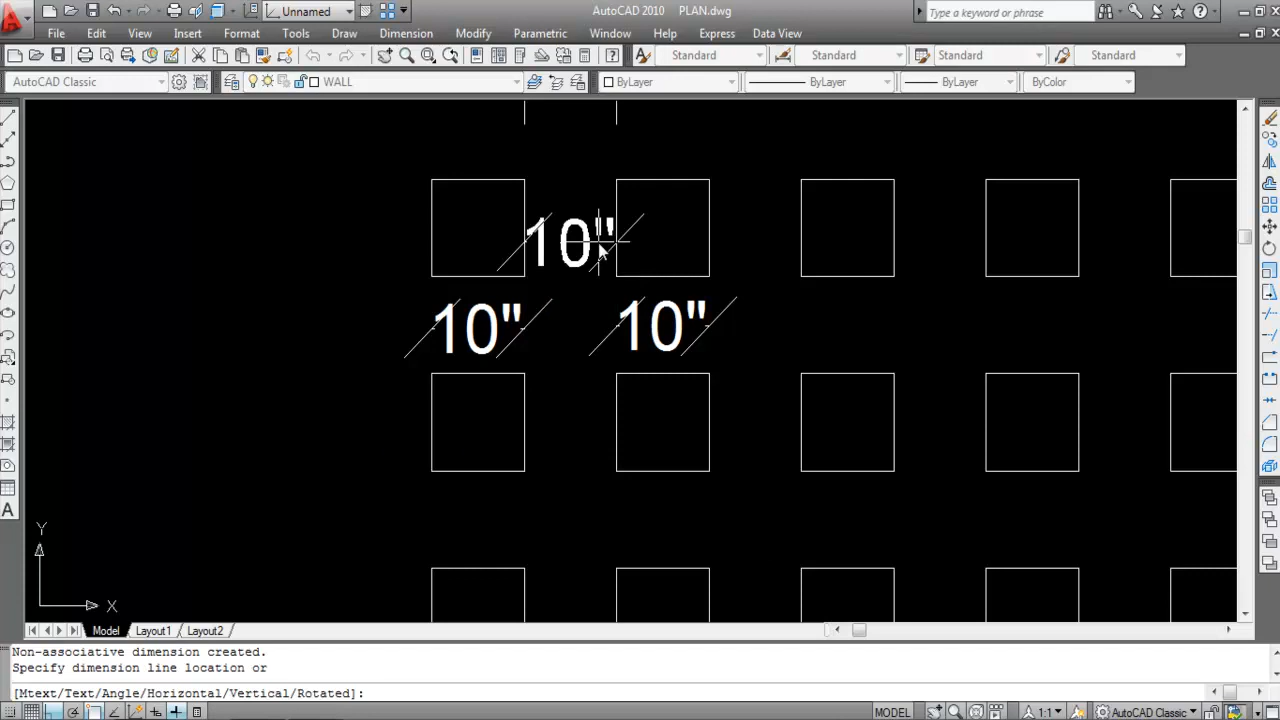 Unnamed
AutoCAD 2010 PLAN.dwg
Type a keyword or phrase
File Edit View Insert Format Tools Draw Dimension Modify Parametric Window Help Express Data View
Standard Standard Standard Standard
AutoCAD Classic WALL ByLayer ByLayer ByLayer ByColor
10"
10" 10"
Y
X
Model Layout1 Layout2
Non-associative dimension created.
Specify dimension line location or
[Mtext/Text/Angle/Horizontal/Vertical/Rotated]:
MODEL 1:1 AutoCAD Classic
A